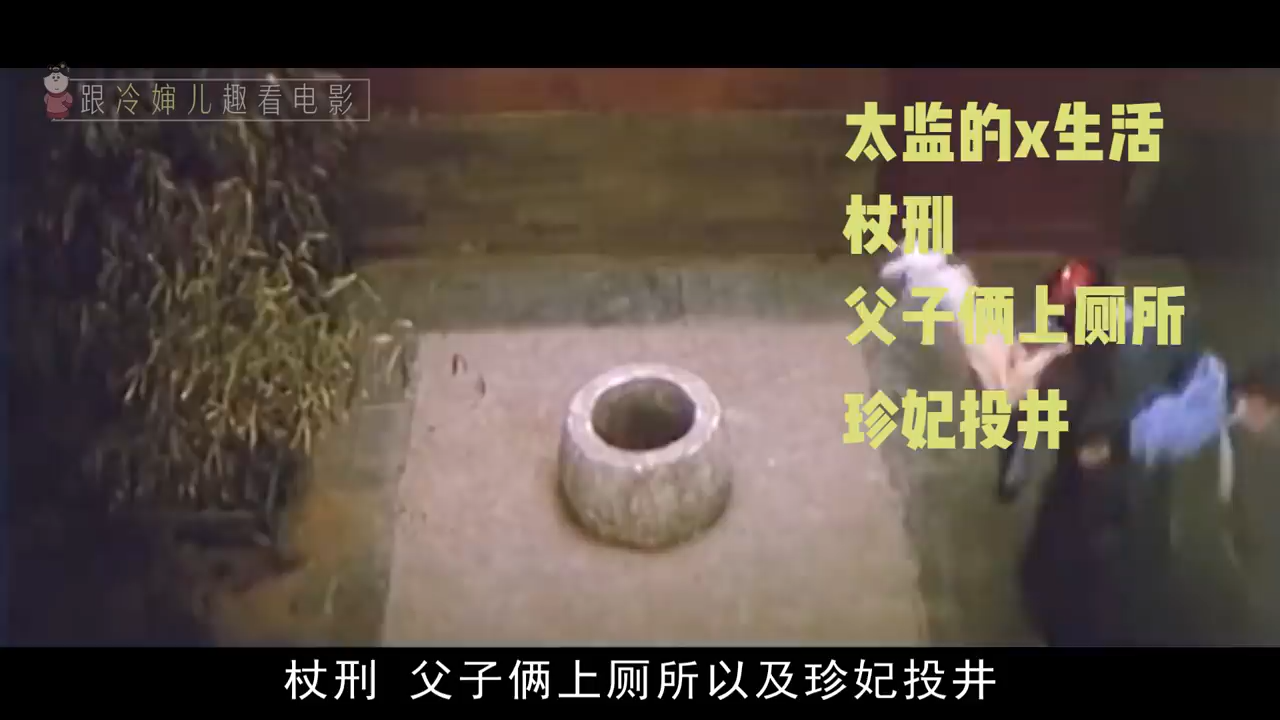 跟冷婶儿趣看电影
太监的x生活
杖刑
父子俩上厕所
珍妃投井
杖刑 父子俩上厕所以及珍妃投井